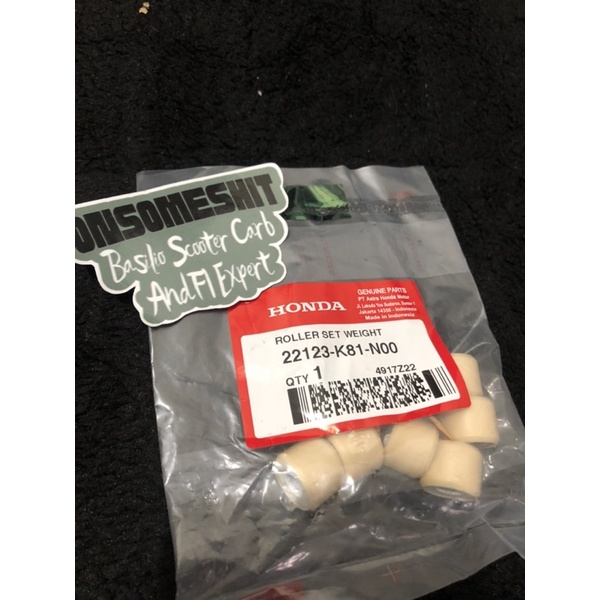 ONSOMESHIT
Basilio Scooter Carb
And FI Expert
HONDA
GENUINE PARTS
PT Astra Honda Motor
Jakarta 14350 - Indonesia
Made in Indonesia
ROLLER SET WEIGHT
22123-K81-N00
QTY 1
4917Z22